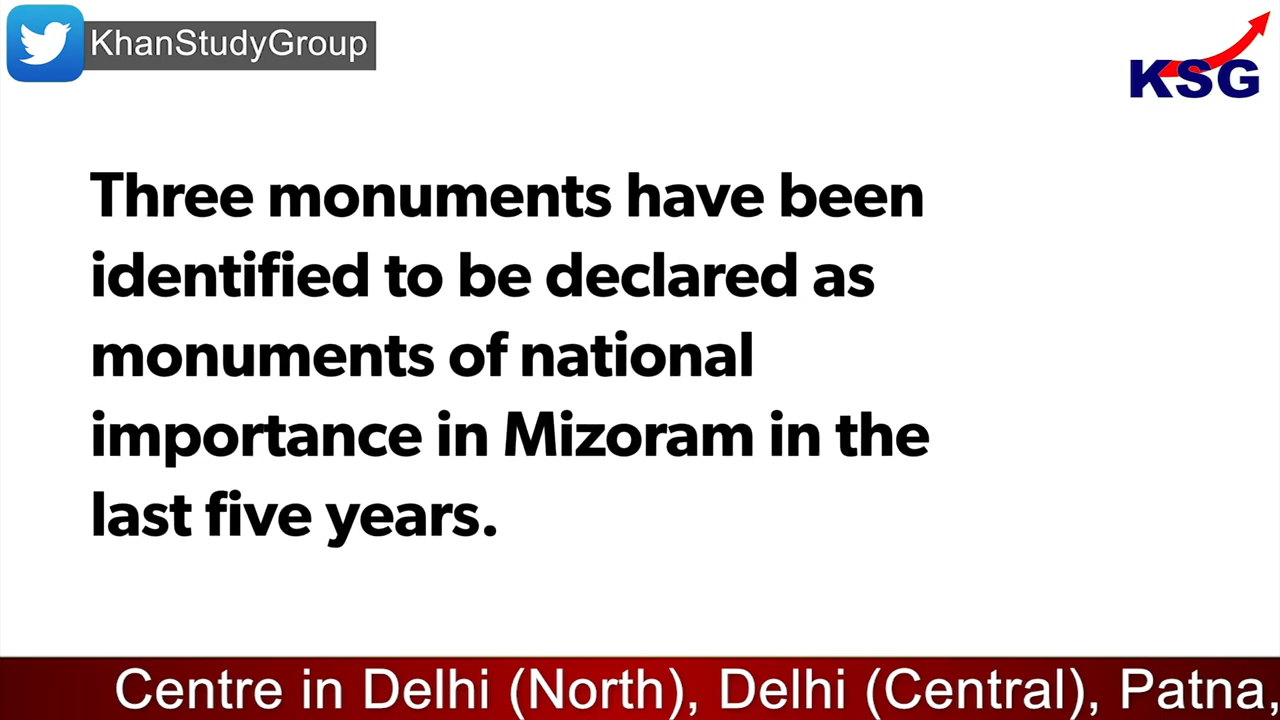 KhanStudyGroup
KSG
Three monuments have been
identified to be declared as
monuments of national
importance in Mizoram in the
last five years.
Centre in Delhi (North), Delhi (Central), Patna,